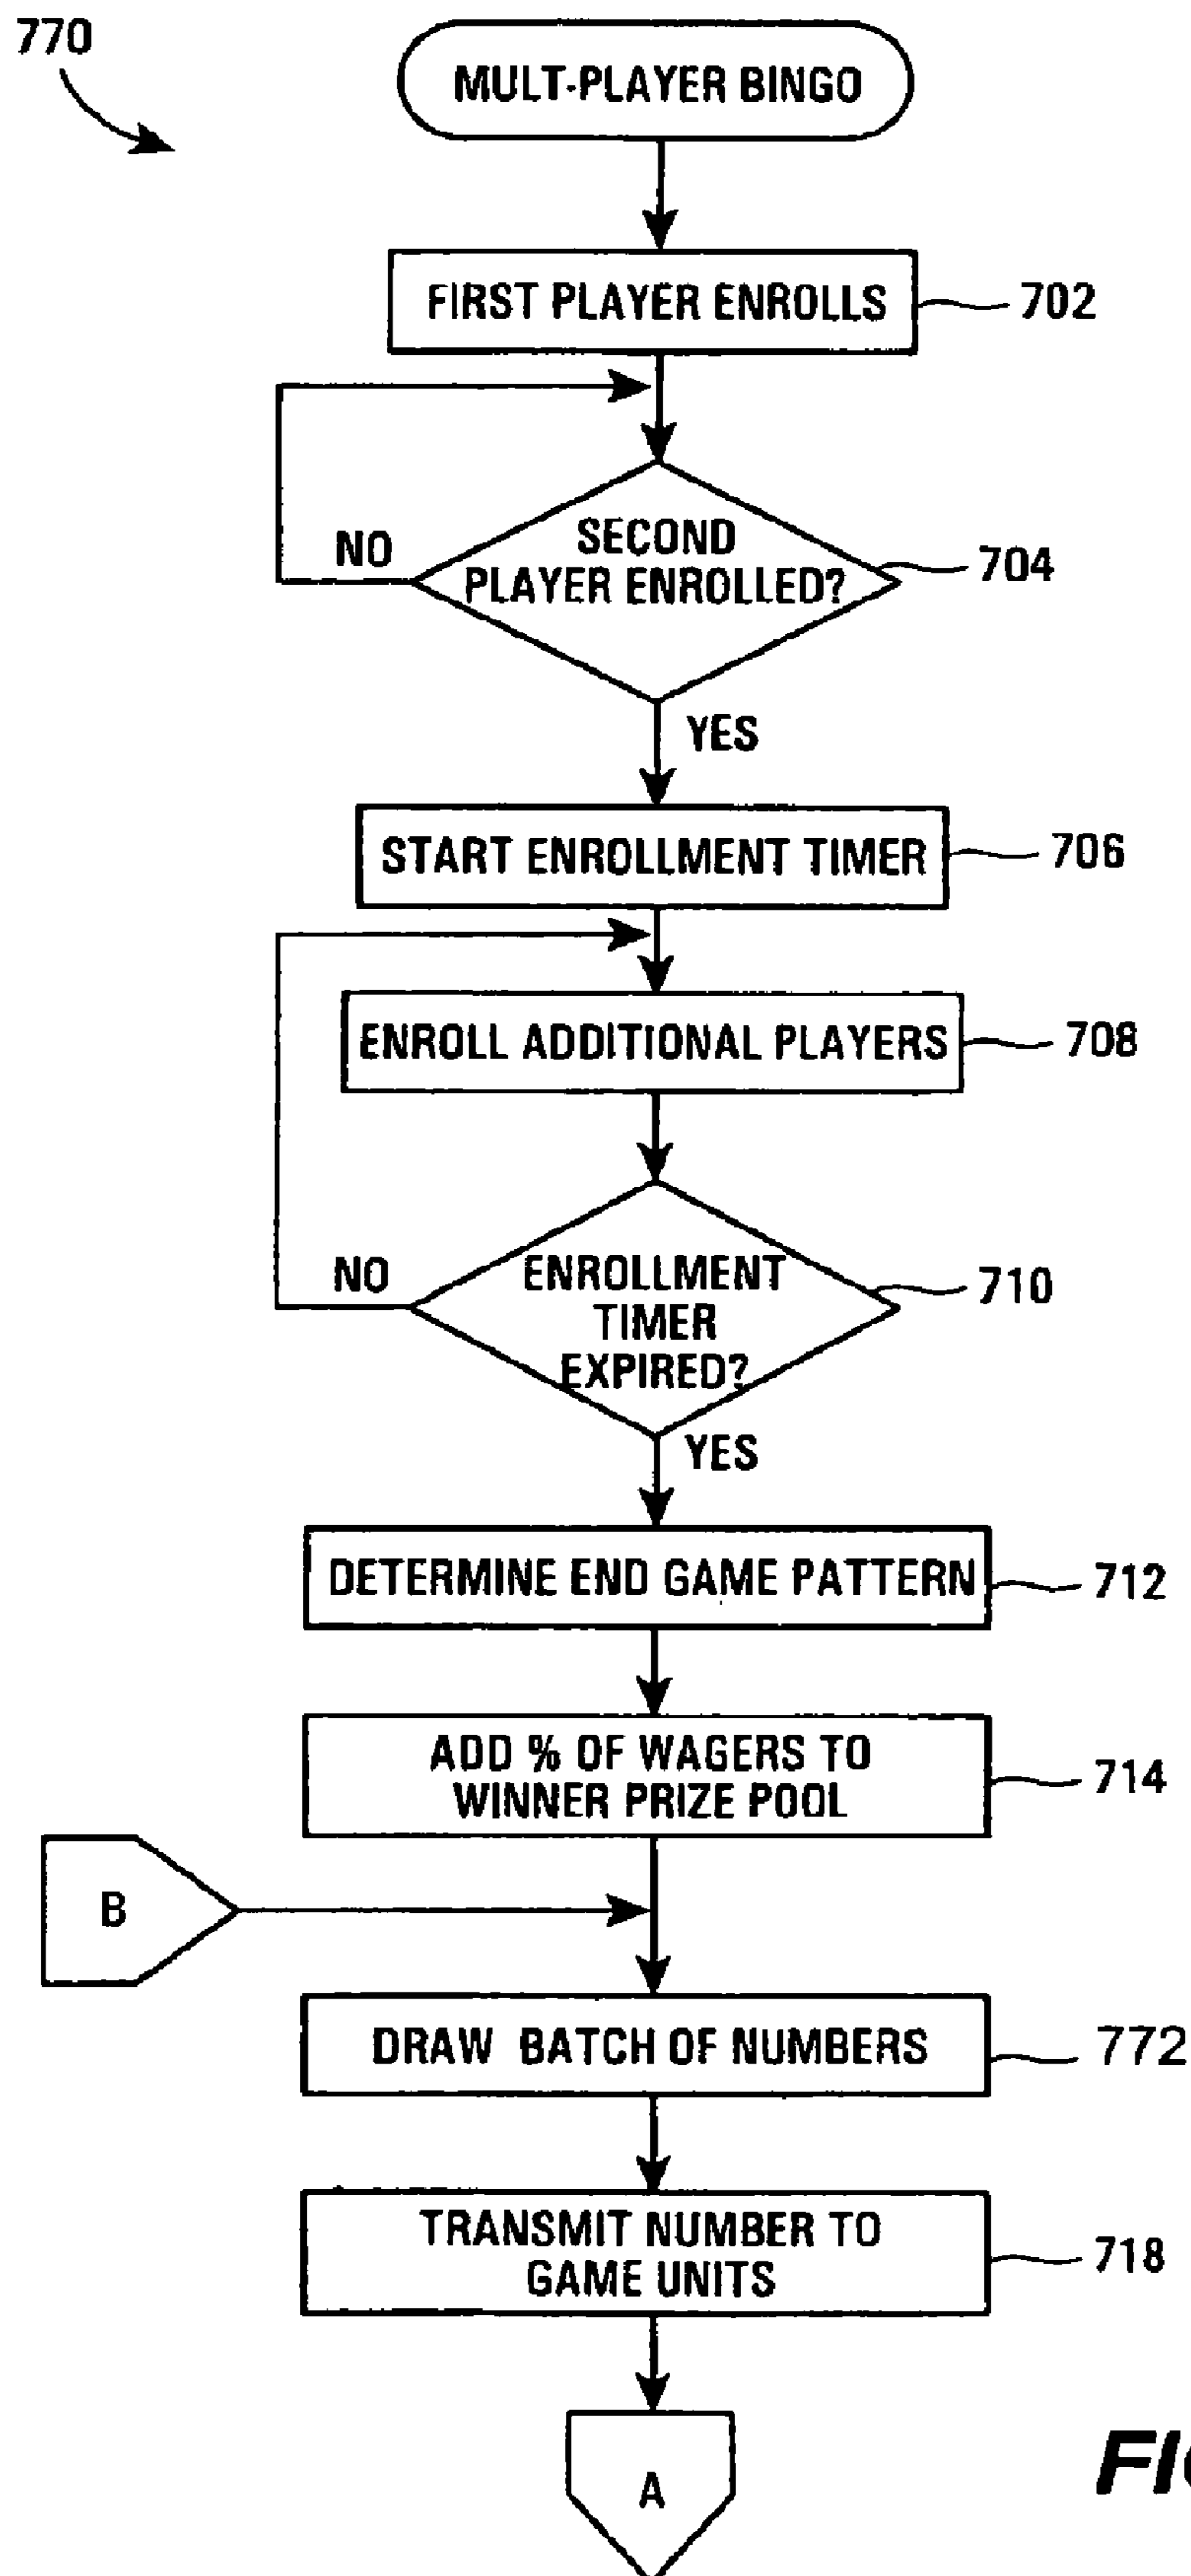 770
MULT-PLAYER BINGO
FIRST PLAYER ENROLLS
702
NO
SECOND
PLAYER ENROLLED?
704
YES
START ENROLLMENT TIMER
706
ENROLL ADDITIONAL PLAYERS
708
NO
ENROLLMENT
TIMER
EXPIRED?
710
YES
DETERMINE END GAME PATTERN
712
ADD % OF WAGERS TO
WINNER PRIZE POOL
714
B
DRAW BATCH OF NUMBERS
772
TRANSMIT NUMBER TO
GAME UNITS
718
A